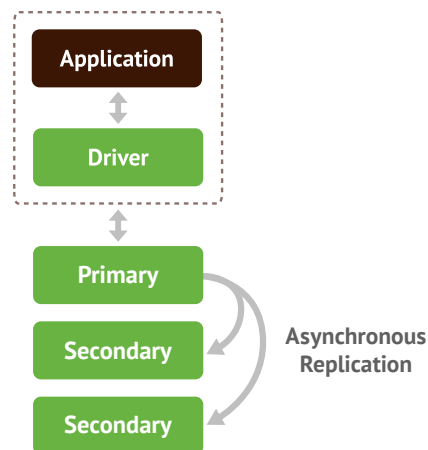 Application
Driver
Primary
Secondary
Asynchronous
Replication
Secondary